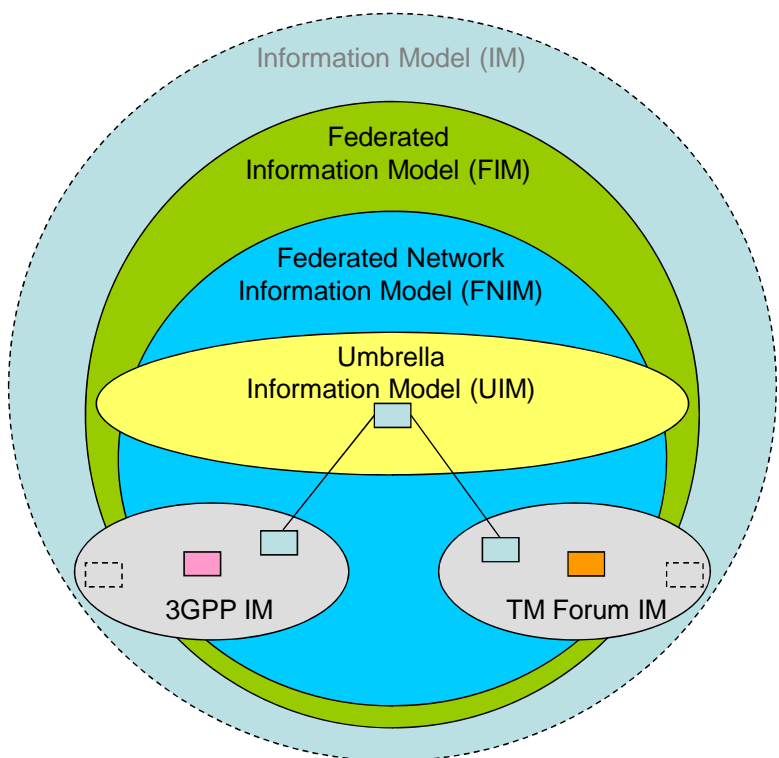 Information Model (IM)
Federated
Information Model (FIM)
Federated Network
Information Model (FNIM)
Umbrella
Information Model (UIM)
3GPP IM
TM Forum IM